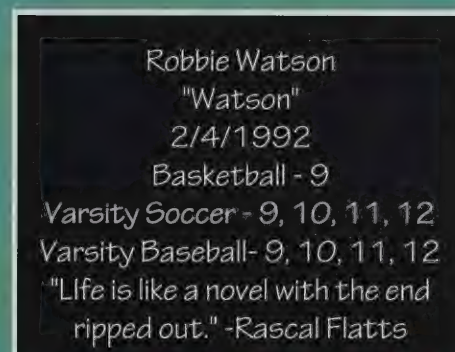 Robbie Watson
"Watson"
2/4/1992
Basketball - 9
Varsity Soccer - 9, 10, 11, 12
Varsity Baseball- 9, 10, 11, 12
"LIfe is like a novel with the end
ripped out." -Rascal Flatts